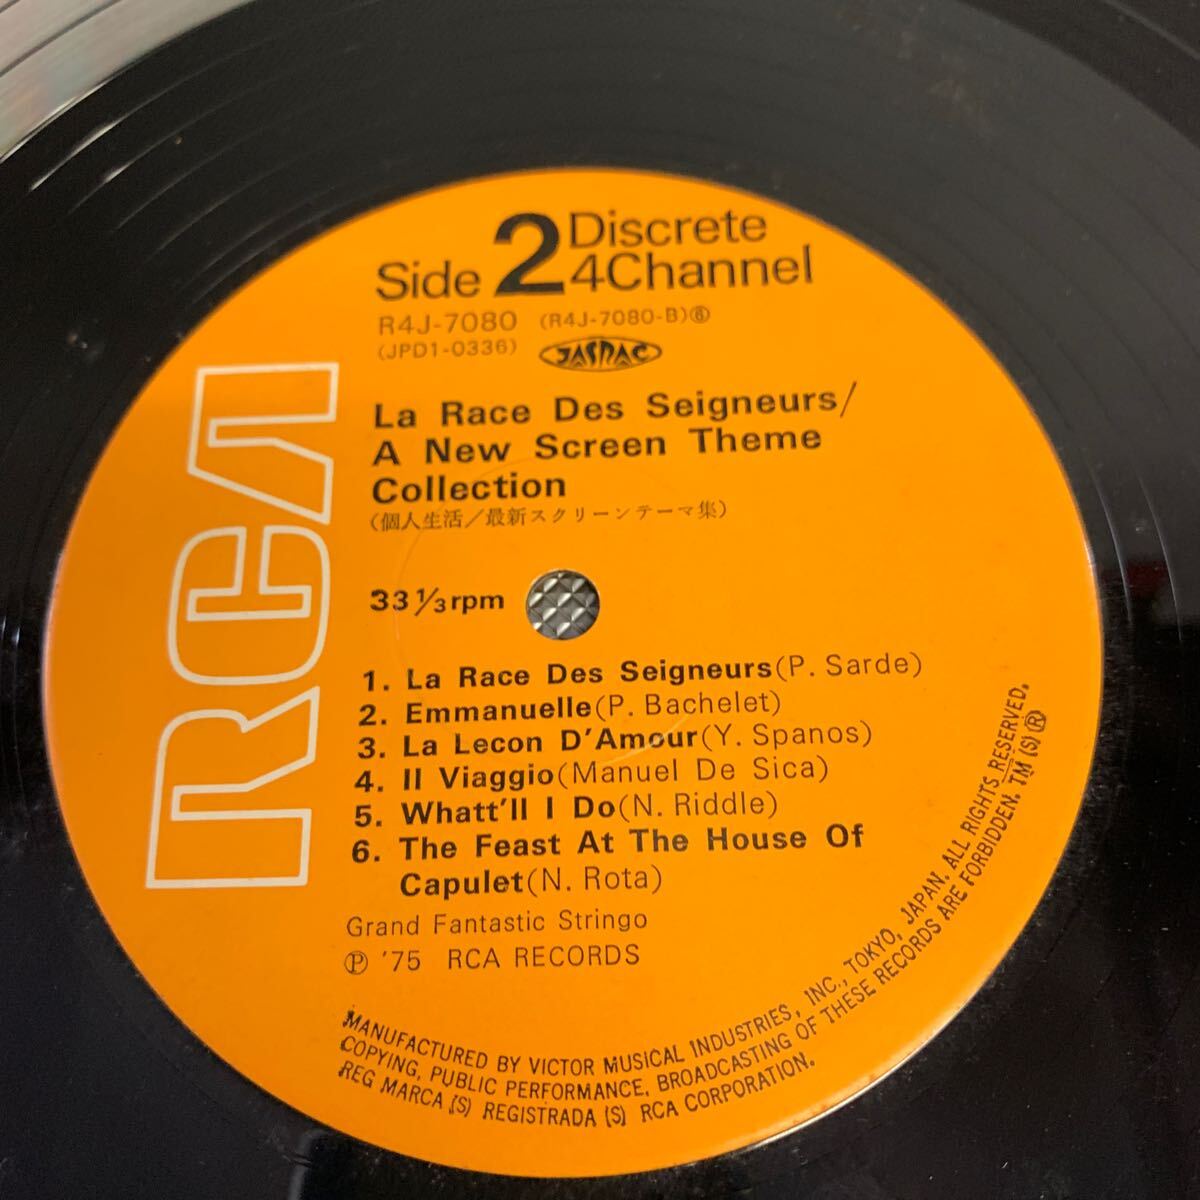 RCA
Side 2 Discrete
4Channel
R4J-7080 (R4J-7080-B)⑥
(JPD1-0336) JASRAC
La Race Des Seigneurs/
A New Screen Theme
Collection
(個人生活/最新スクリーンテーマ集)
33 1/3 rpm
1. La Race Des Seigneurs(P. Sarde)
2. Emmanuelle(P. Bachelet)
3. La Lecon D'Amour(Y. Spanos)
4. Il Viaggio(Manuel De Sica)
5. Whatt'll I Do(N. Riddle)
6. The Feast At The House Of
Capulet(N. Rota)
Grand Fantastic Stringo
Ⓟ '75 RCA RECORDS
MANUFACTURED BY VICTOR MUSICAL INDUSTRIES, INC., TOKYO, JAPAN. ALL RIGHTS RESERVED.
COPYING, PUBLIC PERFORMANCE, BROADCASTING OF THESE RECORDS ARE FORBIDDEN. TM (S) ®
REG MARCA (S) REGISTRADA (S) RCA CORPORATION.